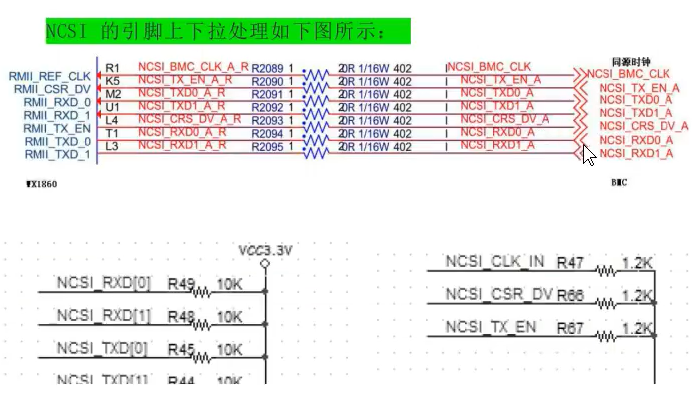 NCSI 的引脚上下拉处理如下图所示：
同源时钟
RMII_REF_CLK R1 NCSI_BMC_CLK_A_R R2089 1 2 0R 1/16W 402 NCSI_BMC_CLK NCSI_BMC_CLK
RMII_CSR_DV K5 NCSI_TX_EN_A_R R2090 1 2 0R 1/16W 402 NCSI_TX_EN_A NCSI_TX_EN_A
RMII_RXD_0 M2 NCSI_TXD0_A_R R2091 1 2 0R 1/16W 402 NCSI_TXD0_A NCSI_TXD0_A
RMII_RXD_1 U1 NCSI_TXD1_A_R R2092 1 2 0R 1/16W 402 NCSI_TXD1_A NCSI_TXD1_A
RMII_TX_EN L4 NCSI_CRS_DV_A_R R2093 1 2 0R 1/16W 402 NCSI_CRS_DV_A NCSI_CRS_DV_A
RMII_TXD_0 T1 NCSI_RXD0_A_R R2094 1 2 0R 1/16W 402 NCSI_RXD0_A NCSI_RXD0_A
RMII_TXD_1 L3 NCSI_RXD1_A_R R2095 1 2 0R 1/16W 402 NCSI_RXD1_A NCSI_RXD1_A
WX1860 BMC
VCC3.3V
NCSI_RXD[0] R49 10K
NCSI_RXD[1] R48 10K
NCSI_TXD[0] R45 10K
NCSI_TXD[1] R44 10K
NCSI_CLK_IN R47 1.2K
NCSI_CSR_DV R66 1.2K
NCSI_TX_EN R67 1.2K